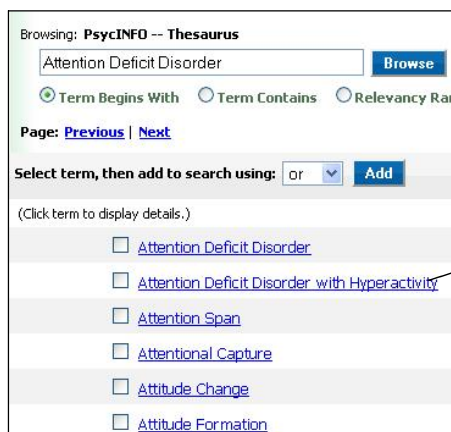 Browsing: PsycINFO -- Thesaurus
Attention Deficit Disorder Browse
Term Begins With Term Contains Relevancy
Page: Previous | Next
Select term, then add to search using: or Add
(Click term to display details.)
Attention Deficit Disorder
Attention Deficit Disorder with Hyperactivity
Attention Span
Attentional Capture
Attitude Change
Attitude Formation